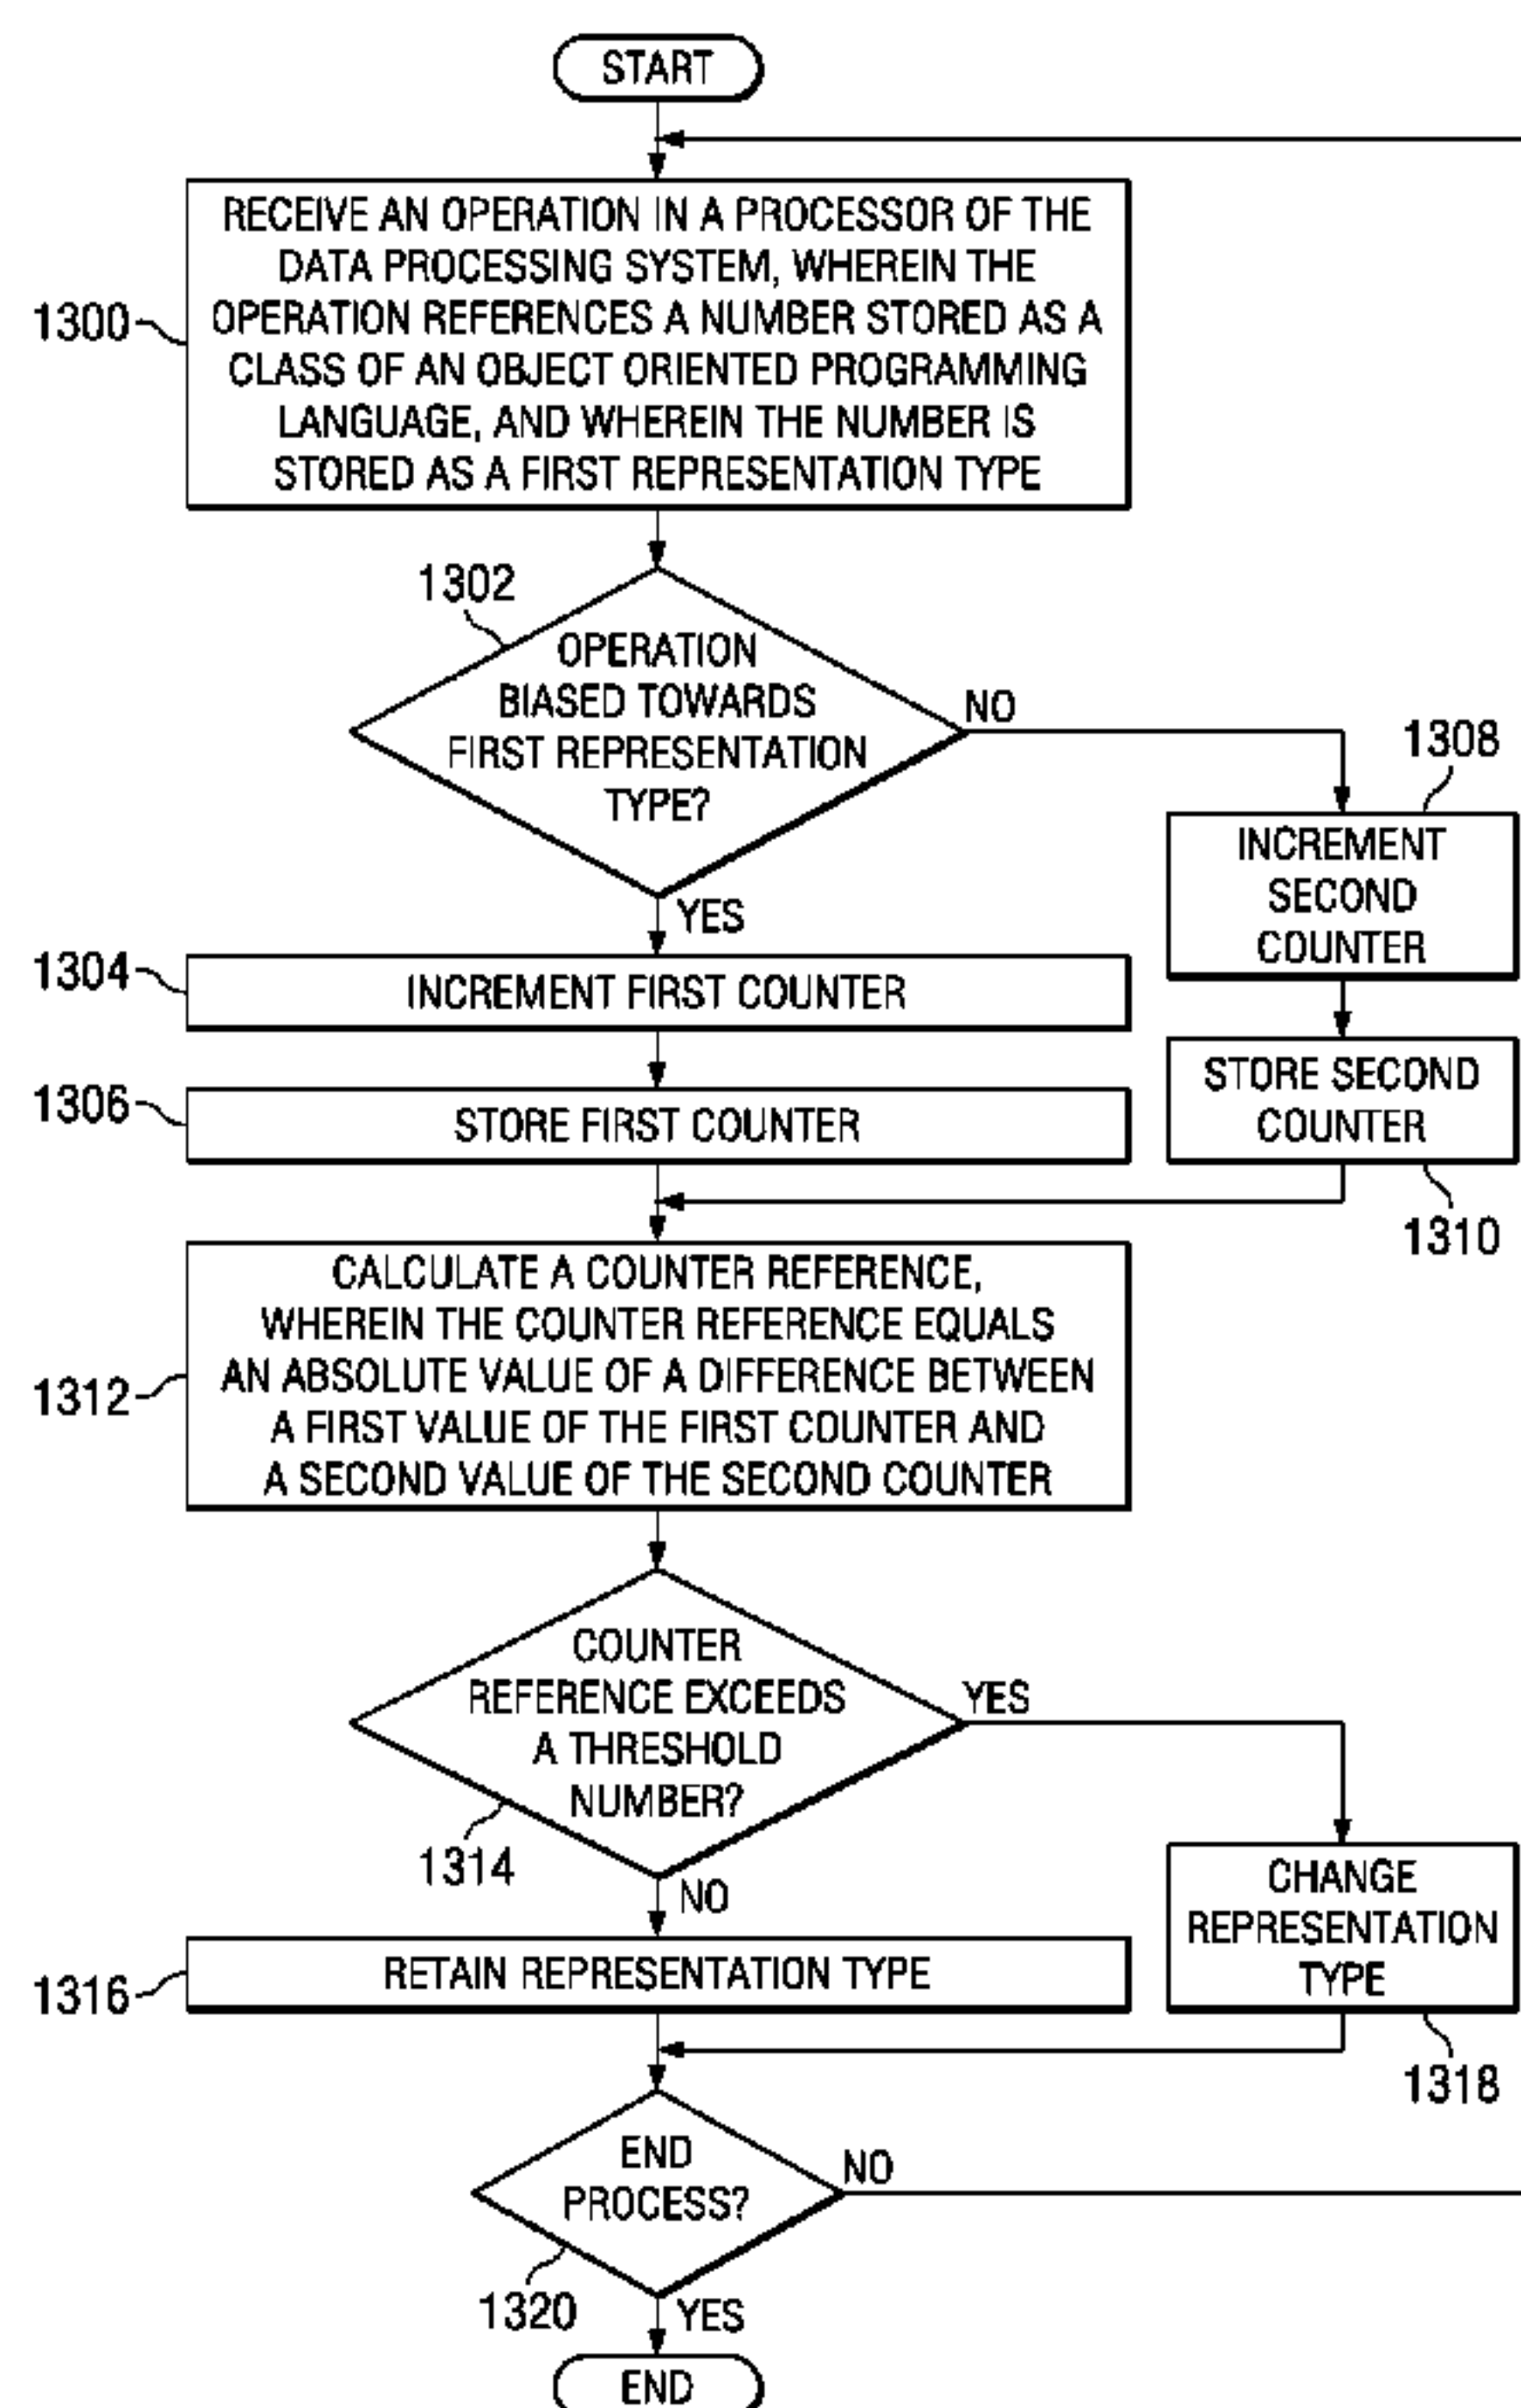 START
RECEIVE AN OPERATION IN A PROCESSOR OF THE
DATA PROCESSING SYSTEM, WHEREIN THE
OPERATION REFERENCES A NUMBER STORED AS A
CLASS OF AN OBJECT ORIENTED PROGRAMMING
LANGUAGE, AND WHEREIN THE NUMBER IS
STORED AS A FIRST REPRESENTATION TYPE
1300
1302
OPERATION
BIASED TOWARDS
FIRST REPRESENTATION
TYPE?
NO
YES
1308
INCREMENT
SECOND
COUNTER
1304
INCREMENT FIRST COUNTER
STORE SECOND
COUNTER
1306
STORE FIRST COUNTER
1310
CALCULATE A COUNTER REFERENCE,
WHEREIN THE COUNTER REFERENCE EQUALS
AN ABSOLUTE VALUE OF A DIFFERENCE BETWEEN
A FIRST VALUE OF THE FIRST COUNTER AND
A SECOND VALUE OF THE SECOND COUNTER
1312
COUNTER
REFERENCE EXCEEDS
A THRESHOLD
NUMBER?
YES
1314
NO
CHANGE
REPRESENTATION
TYPE
1316
RETAIN REPRESENTATION TYPE
1318
END
PROCESS?
NO
1320
YES
END